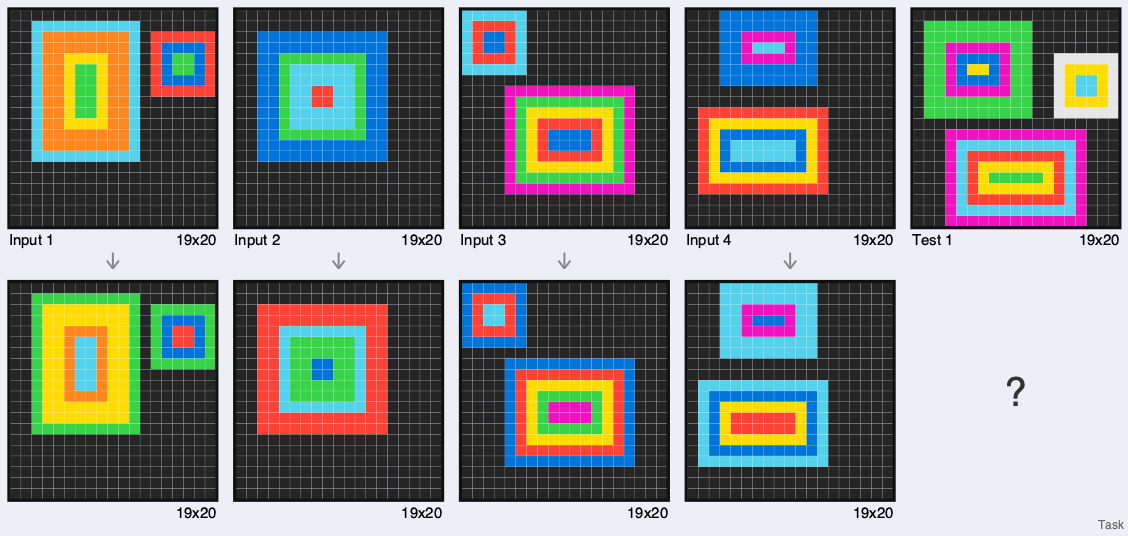 Input 1 19x20
Input 2 19x20
Input 3 19x20
Input 4 19x20
Test 1 19x20
?
19x20
19x20
19x20
19x20
Task